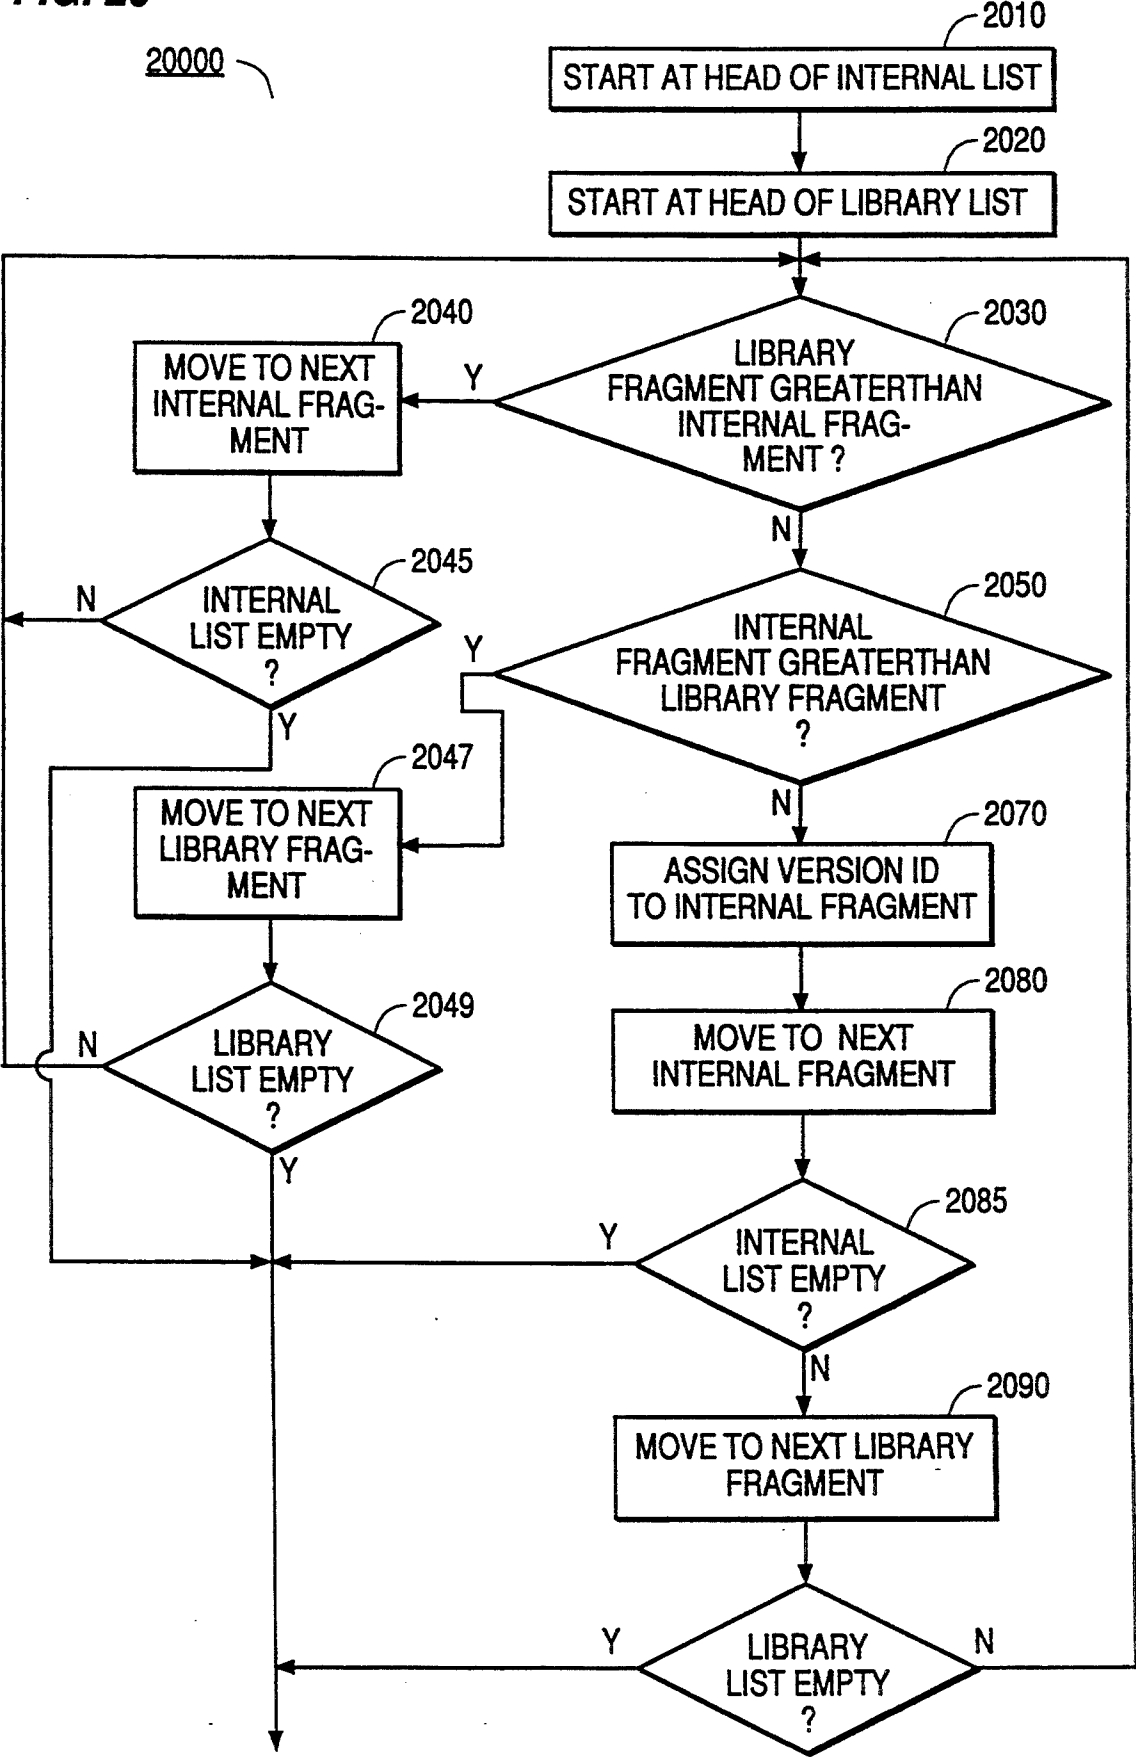 20000
2010
START AT HEAD OF INTERNAL LIST
2020
START AT HEAD OF LIBRARY LIST
2030
LIBRARY
FRAGMENT GREATERTHAN
INTERNAL FRAG-
MENT ?
Y
N
2040
MOVE TO NEXT
INTERNAL FRAG-
MENT
2045
INTERNAL
LIST EMPTY
?
N
Y
2050
INTERNAL
FRAGMENT GREATERTHAN
LIBRARY FRAGMENT
?
Y
N
2047
MOVE TO NEXT
LIBRARY FRAG-
MENT
2049
LIBRARY
LIST EMPTY
?
N
Y
2070
ASSIGN VERSION ID
TO INTERNAL FRAGMENT
2080
MOVE TO NEXT
INTERNAL FRAGMENT
2085
INTERNAL
LIST EMPTY
?
Y
N
2090
MOVE TO NEXT LIBRARY
FRAGMENT
LIBRARY
LIST EMPTY
?
Y
N